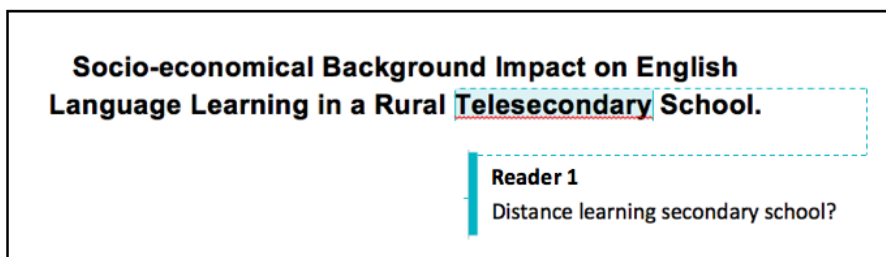 Socio-economical Background Impact on English
Language Learning in a Rural Telesecondary School.
Reader 1
Distance learning secondary school?